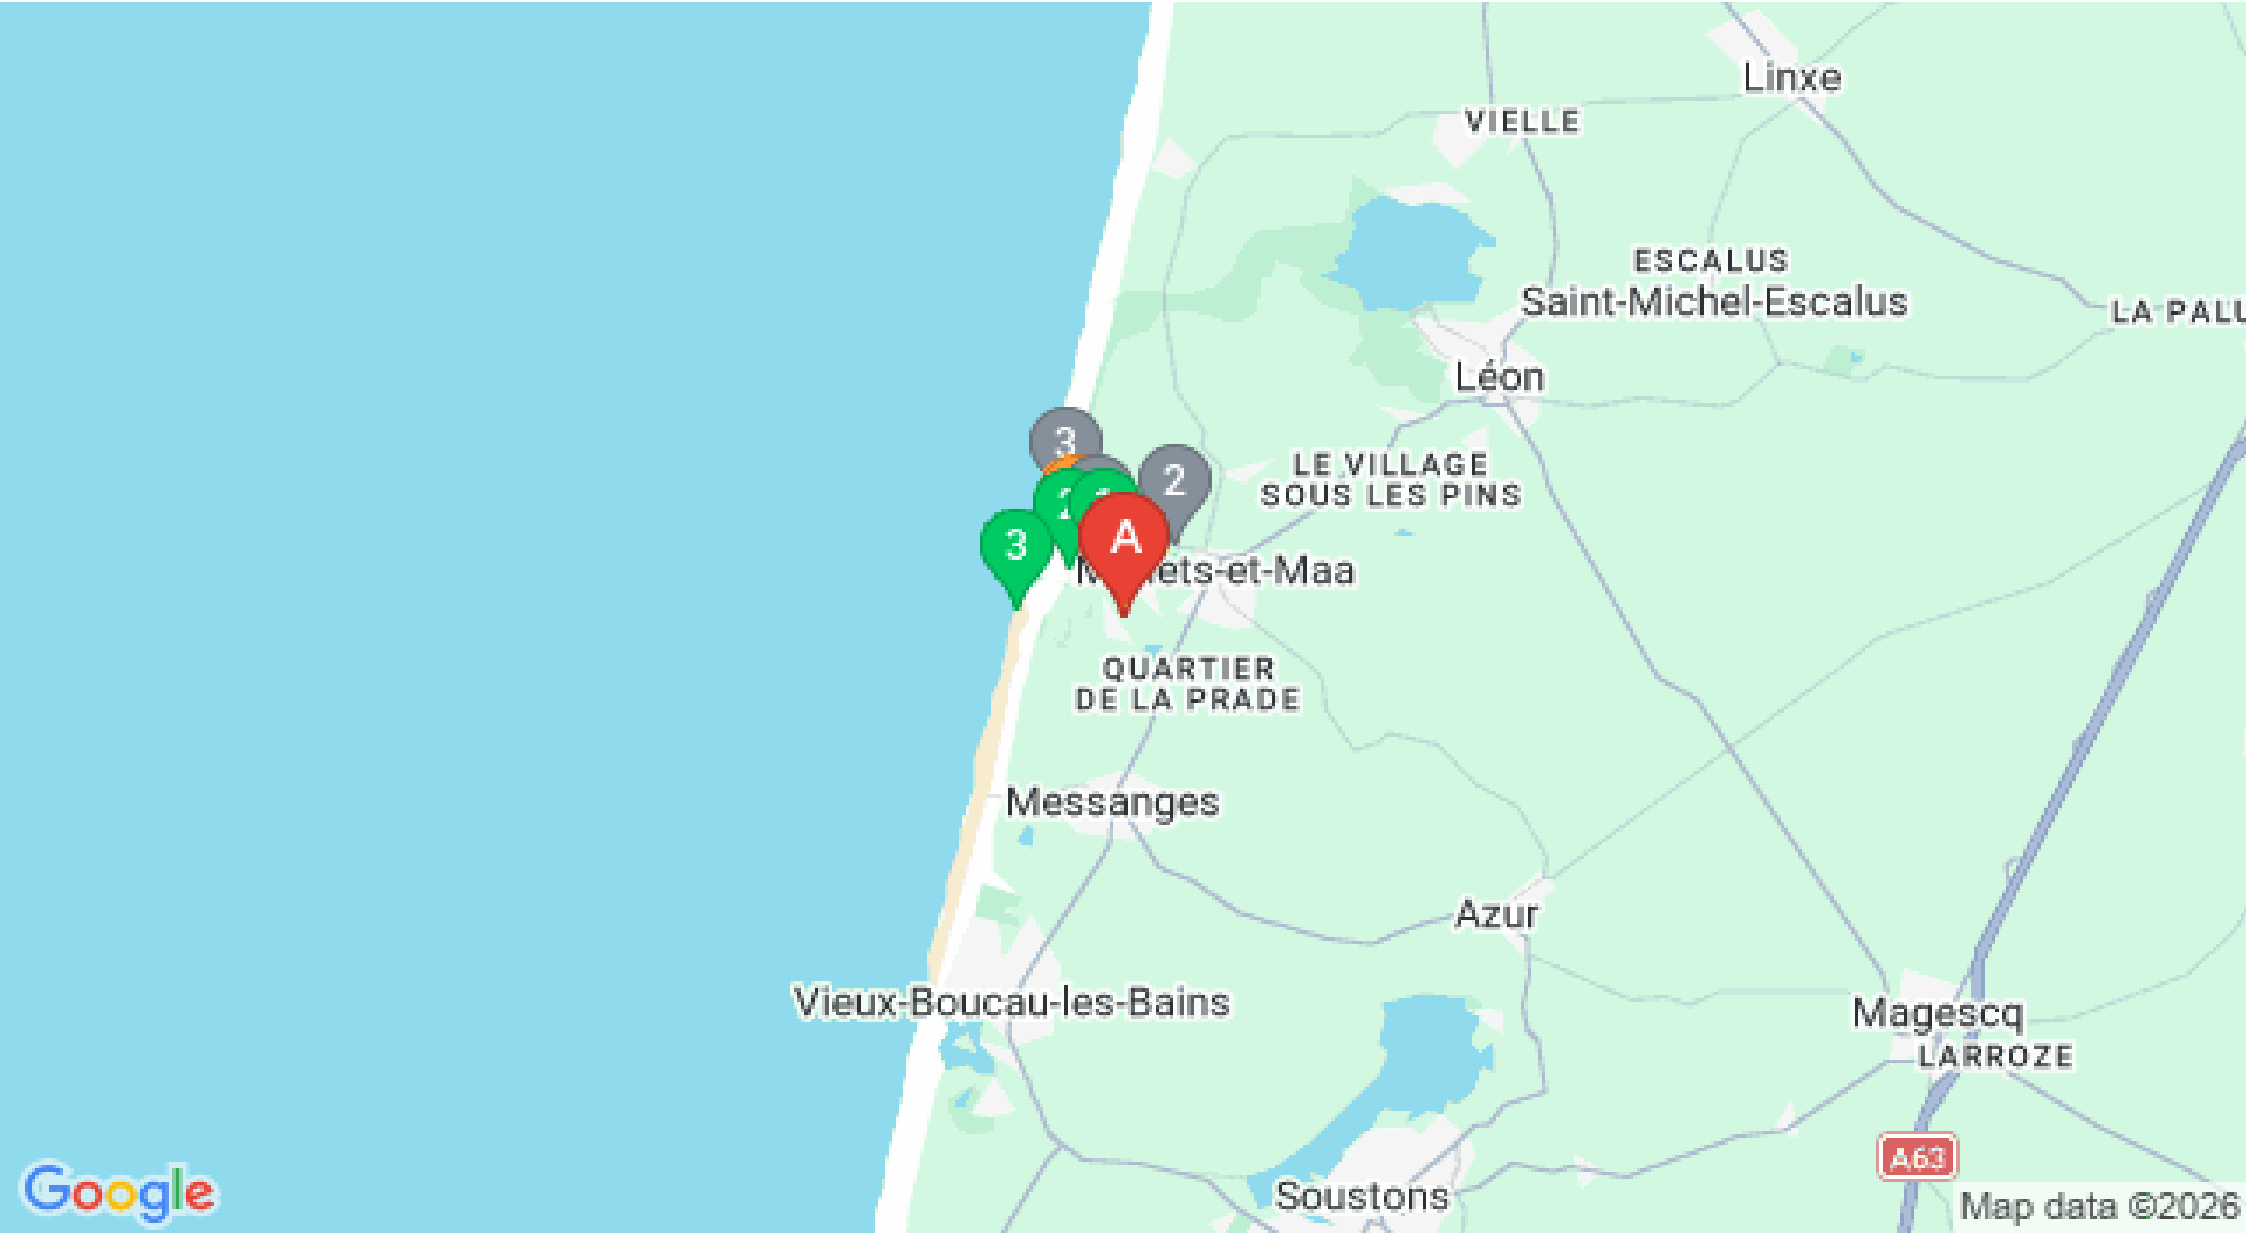 Linxe
VIELLE
ESCALUS
Saint-Michel-Escalus
LA PALU
Léon
3
2
LE VILLAGE
SOUS LES PINS
2
3
A
ets-et-Maa
QUARTIER
DE LA PRADE
Messanges
Azur
Vieux-Boucau-les-Bains
Magescq
LARROZE
A63
Soustons
Google
Map data ©2026